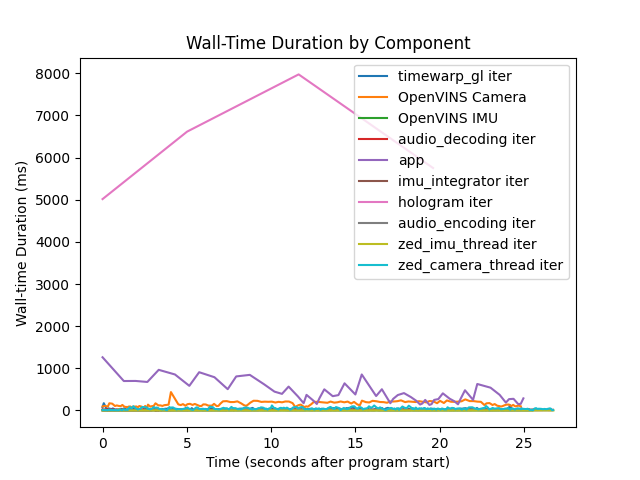 Wall-Time Duration by Component
Wall-time Duration (ms)
8000
7000
6000
5000
4000
3000
2000
1000
0
timewarp_gl iter
OpenVINS Camera
OpenVINS IMU
audio_decoding iter
app
imu_integrator iter
hologram iter
audio_encoding iter
zed_imu_thread iter
zed_camera_thread iter
0 5 10 15 20 25
Time (seconds after program start)